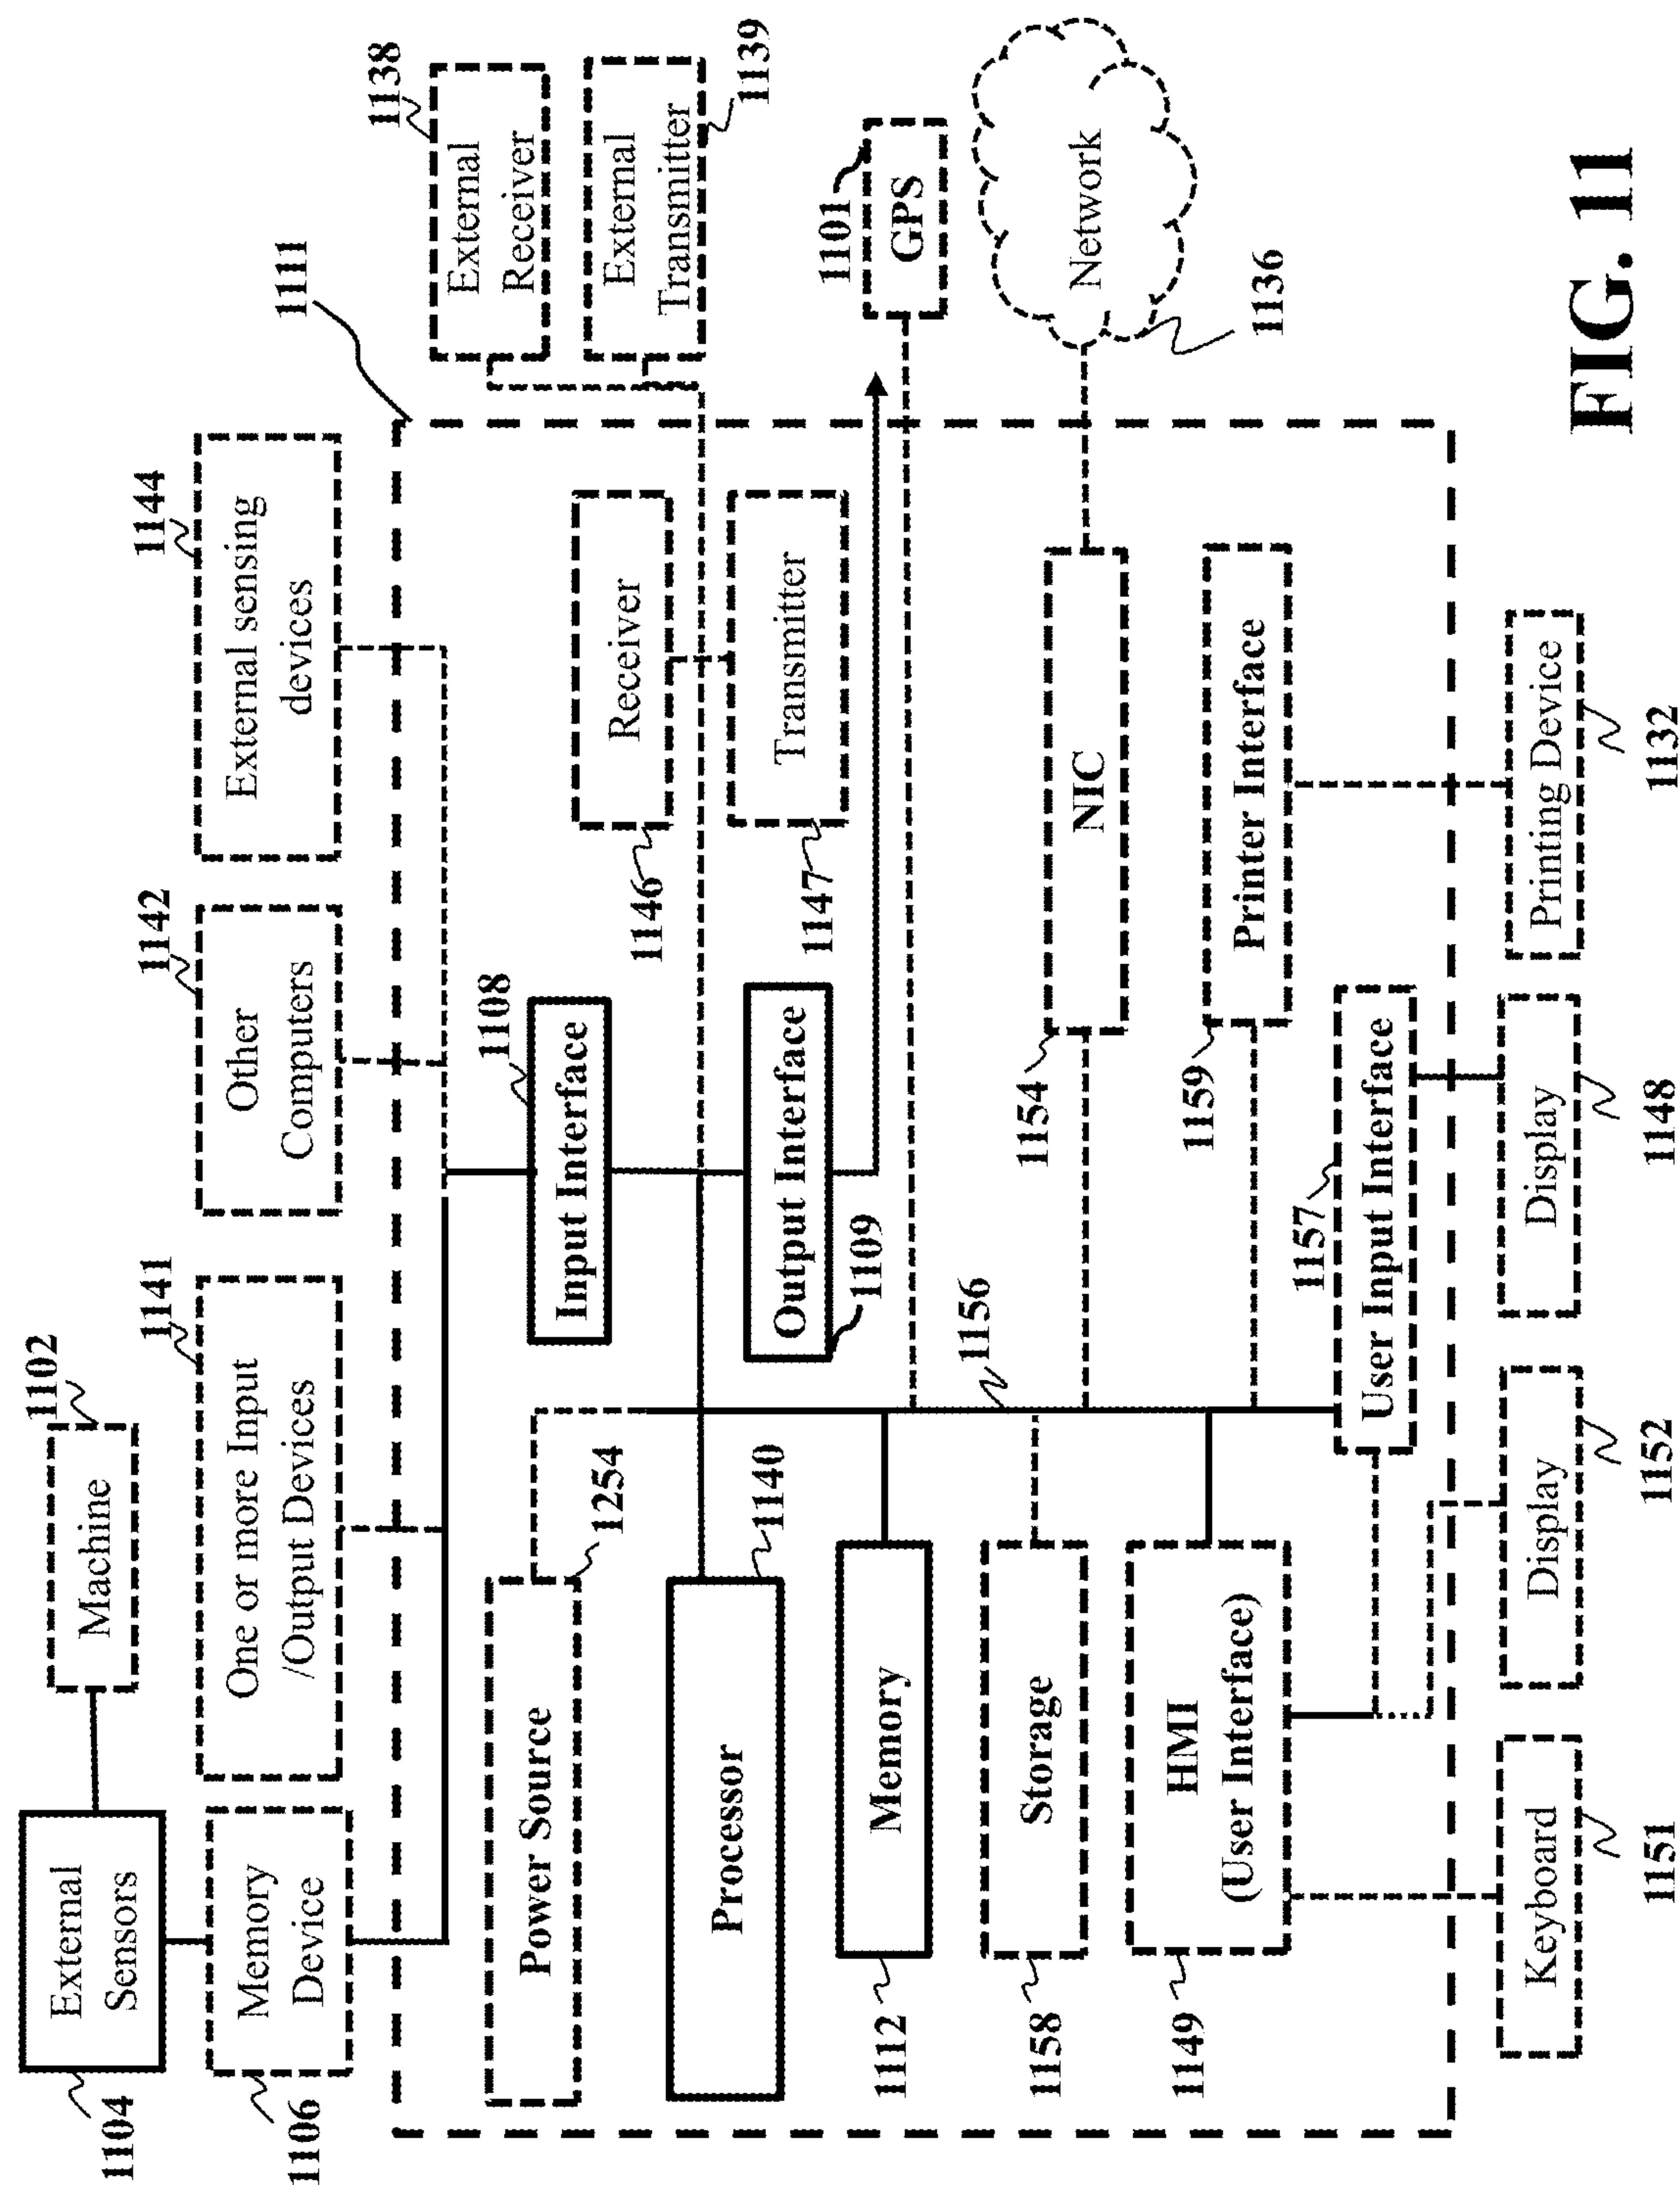 1102
Machine
1104
External
Sensors
1106
Memory
Device
1141
One or more Input
/Output Devices
1142
Other
Computers
1144
External sensing
devices
1111
1138
External
Receiver
External
Transmitter
1139
1108
Input Interface
Receiver
1146
Transmitter
1147
Output Interface
1109
1101
GPS
Network
1136
Power Source
1254
Processor
1140
Memory
1112
1156
Storage
1158
HMI
(User Interface)
1149
1154
NIC
1159
Printer Interface
1157
User Input Interface
Keyboard
1151
Display
1152
Display
1148
Printing Device
1132
FIG. 11